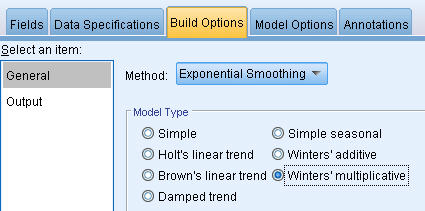 Fields Data Specifications Build Options Model Options Annotations
Select an item:
General
Output
Method: Exponential Smoothing
Model Type
Simple Simple seasonal
Holt's linear trend Winters' additive
Brown's linear trend Winters' multiplicative
Damped trend